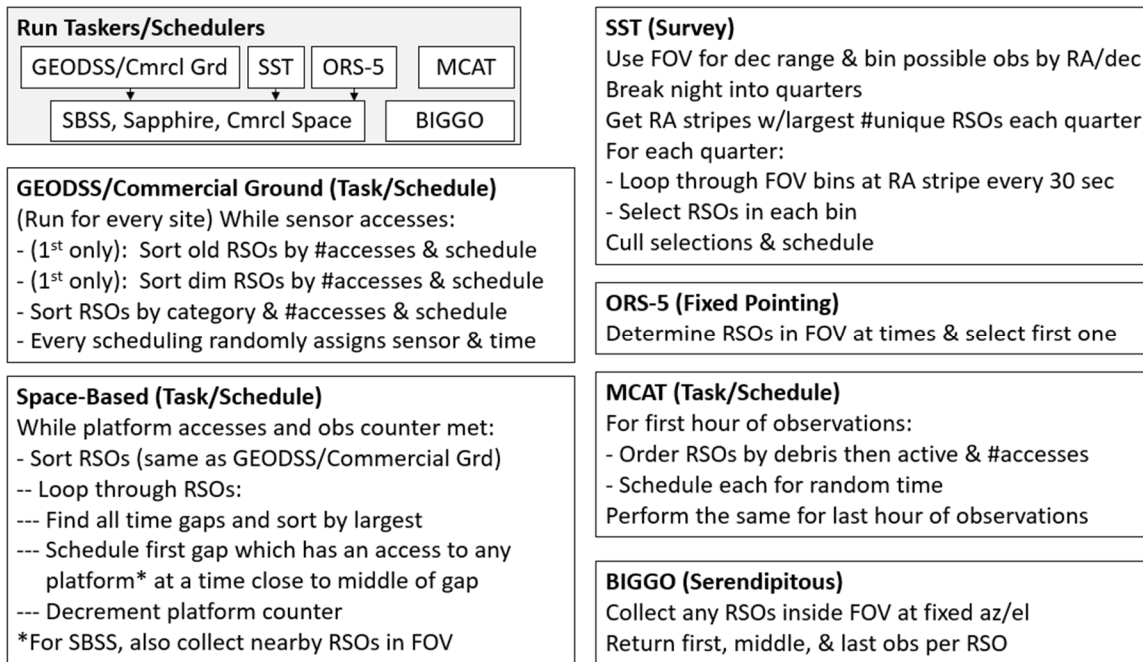 Run Taskers/Schedulers
GEODSS/Cmrcl Grd
SST
ORS-5
MCAT
SBSS, Sapphire, Cmrcl Space
BIGGO
GEODSS/Commercial Ground (Task/Schedule)
(Run for every site) While sensor accesses:
- (1st only):  Sort old RSOs by #accesses & schedule
- (1st only):  Sort dim RSOs by #accesses & schedule
- Sort RSOs by category & #accesses & schedule
- Every scheduling randomly assigns sensor & time
Space-Based (Task/Schedule)
While platform accesses and obs counter met:
- Sort RSOs (same as GEODSS/Commercial Grd)
-- Loop through RSOs:
--- Find all time gaps and sort by largest
--- Schedule first gap which has an access to any
platform* at a time close to middle of gap
--- Decrement platform counter
*For SBSS, also collect nearby RSOs in FOV
SST (Survey)
Use FOV for dec range & bin possible obs by RA/dec
Break night into quarters
Get RA stripes w/largest #unique RSOs each quarter
For each quarter:
- Loop through FOV bins at RA stripe every 30 sec
- Select RSOs in each bin
Cull selections & schedule
ORS-5 (Fixed Pointing)
Determine RSOs in FOV at times & select first one
MCAT (Task/Schedule)
For first hour of observations:
- Order RSOs by debris then active & #accesses
- Schedule each for random time
Perform the same for last hour of observations
BIGGO (Serendipitous)
Collect any RSOs inside FOV at fixed az/el
Return first, middle, & last obs per RSO